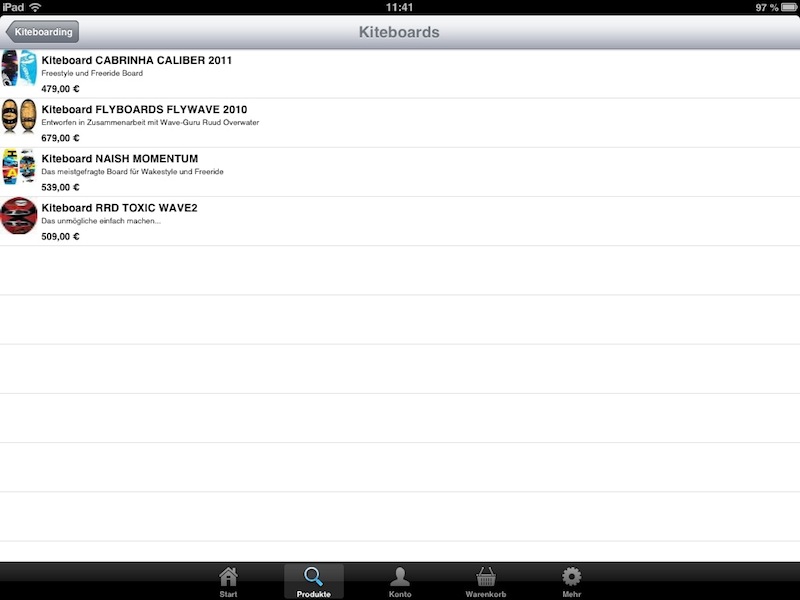 iPad 11:41 97 %
Kiteboarding Kiteboards
Kiteboard CABRINHA CALIBER 2011
Freestyle und Freeride Board
479,00 €
Kiteboard FLYBOARDS FLYWAVE 2010
Entworfen in Zusammenarbeit mit Wave-Guru Ruud Overwater
679,00 €
Kiteboard NAISH MOMENTUM
Das meistgefragte Board für Wakestyle und Freeride
539,00 €
Kiteboard RRD TOXIC WAVE2
Das unmögliche einfach machen...
509,00 €
Start Produkte Konto Warenkorb Mehr